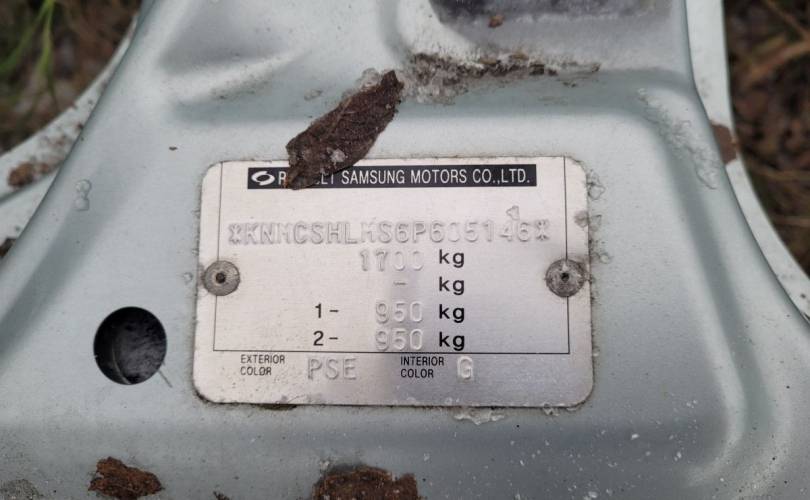 SAMSUNG MOTORS CO.,LTD.
1
*KNMCSHLMS6P605146*
1700 kg
- kg
1- 950 kg
2- 950 kg
EXTERIOR COLOR PSE INTERIOR COLOR G